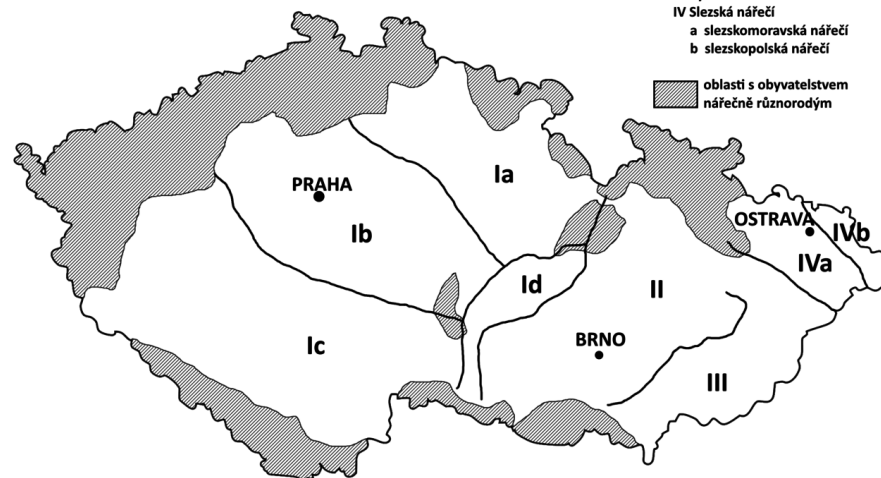 IV Slezská nářečí
a slezskomoravská nářečí
b slezskopolská nářečí
oblasti s obyvatelstvem
nářečně různorodým
Ia
PRAHA
Ib
OSTRAVA
IVb
IVa
Id
II
Ic
BRNO
III